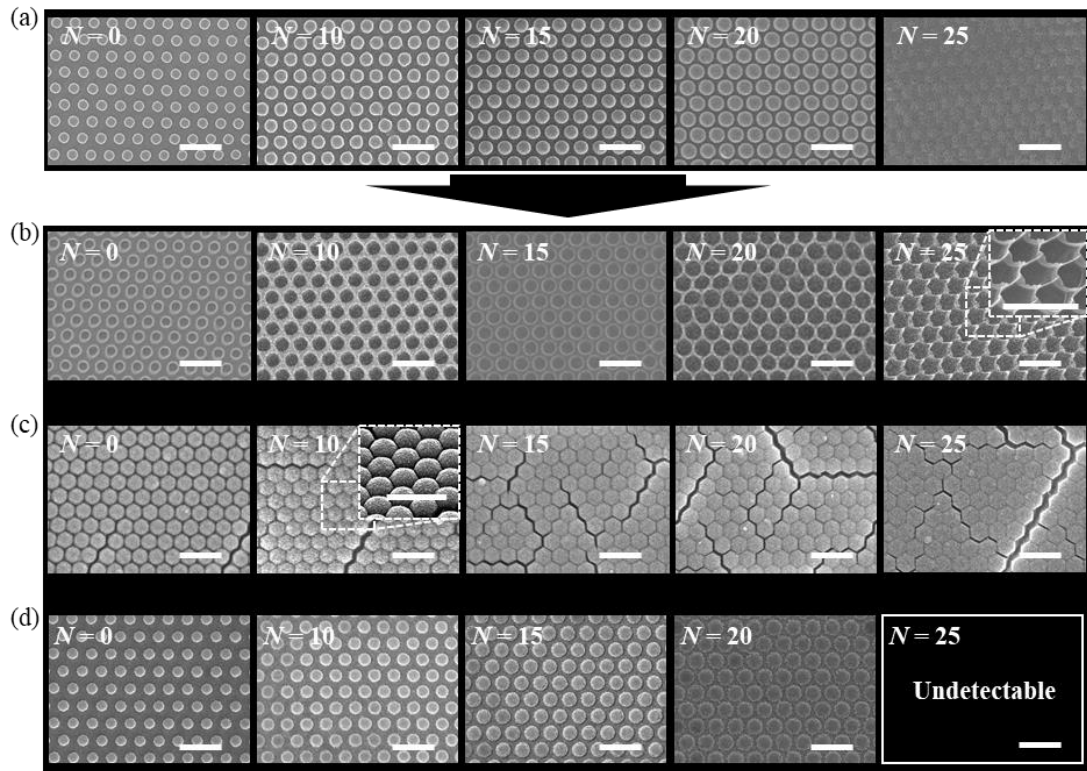 (a)
N = 0 N = 10 N = 15 N = 20 N = 25
(b)
N = 0 N = 10 N = 15 N = 20 N = 25
(c)
N = 0 N = 10 N = 15 N = 20 N = 25
(d)
N = 0 N = 10 N = 15 N = 20 N = 25
Undetectable